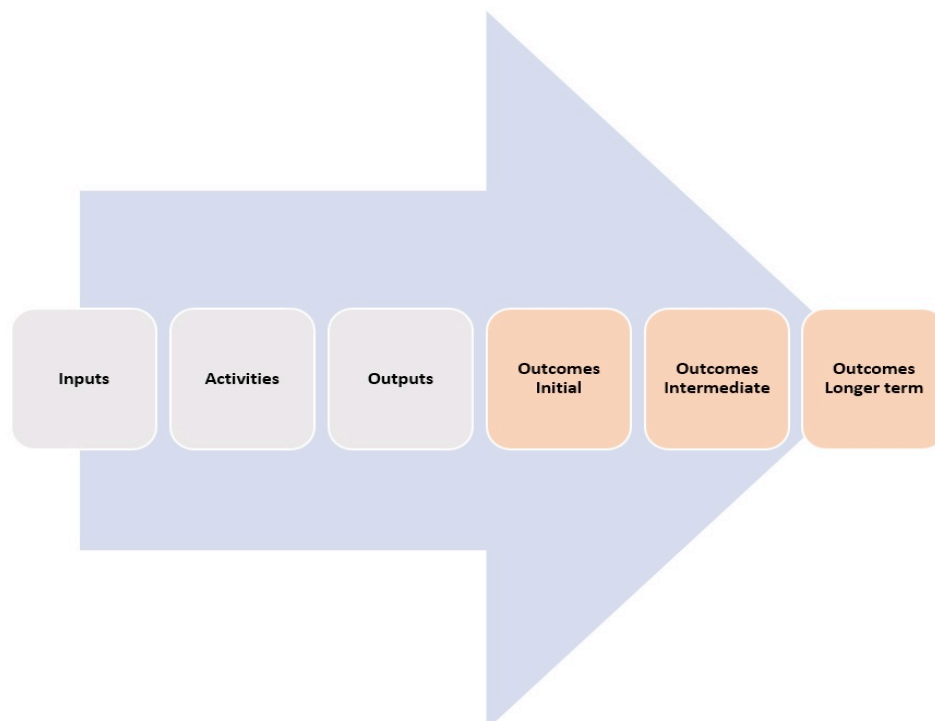 Inputs
Activities
Outputs
Outcomes
Initial
Outcomes
Intermediate
Outcomes
Longer term